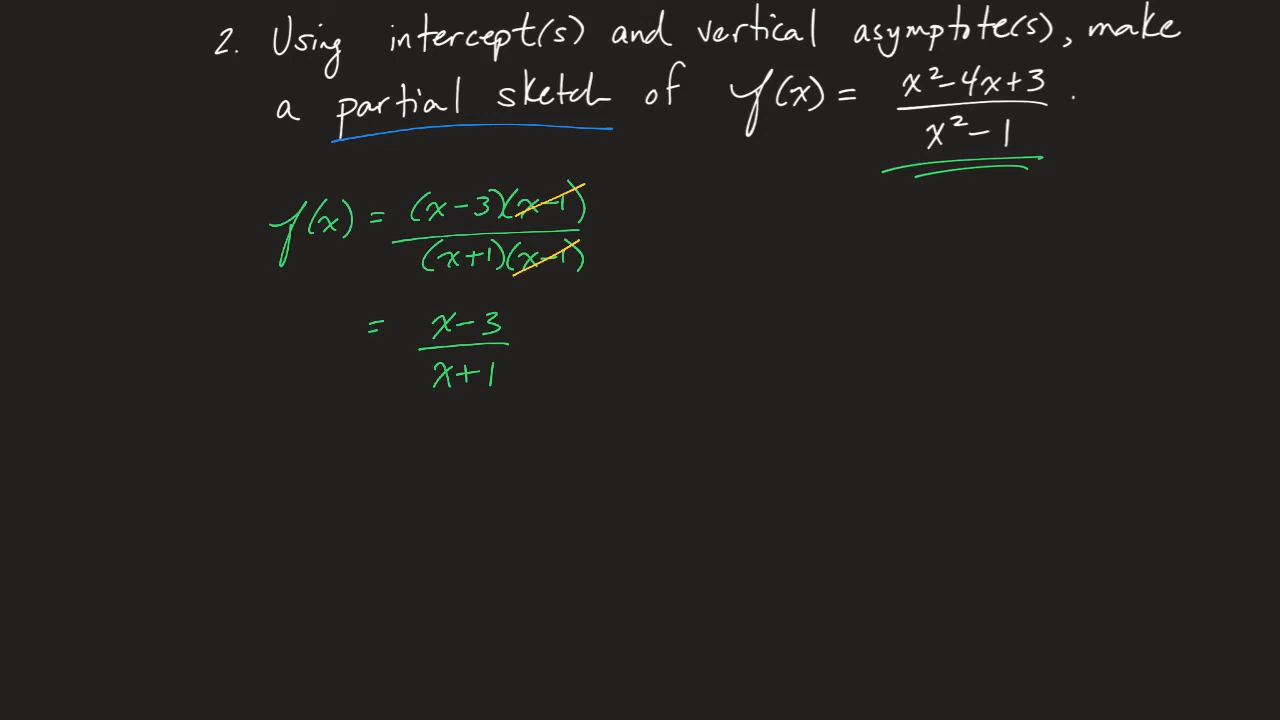 2. Using intercept(s) and vertical asymptote(s), make
a partial sketch of f(x) = (x²-4x+3)/(x²-1).
f(x) = ((x-3)(x-1))/((x+1)(x-1))
= (x-3)/(x+1)